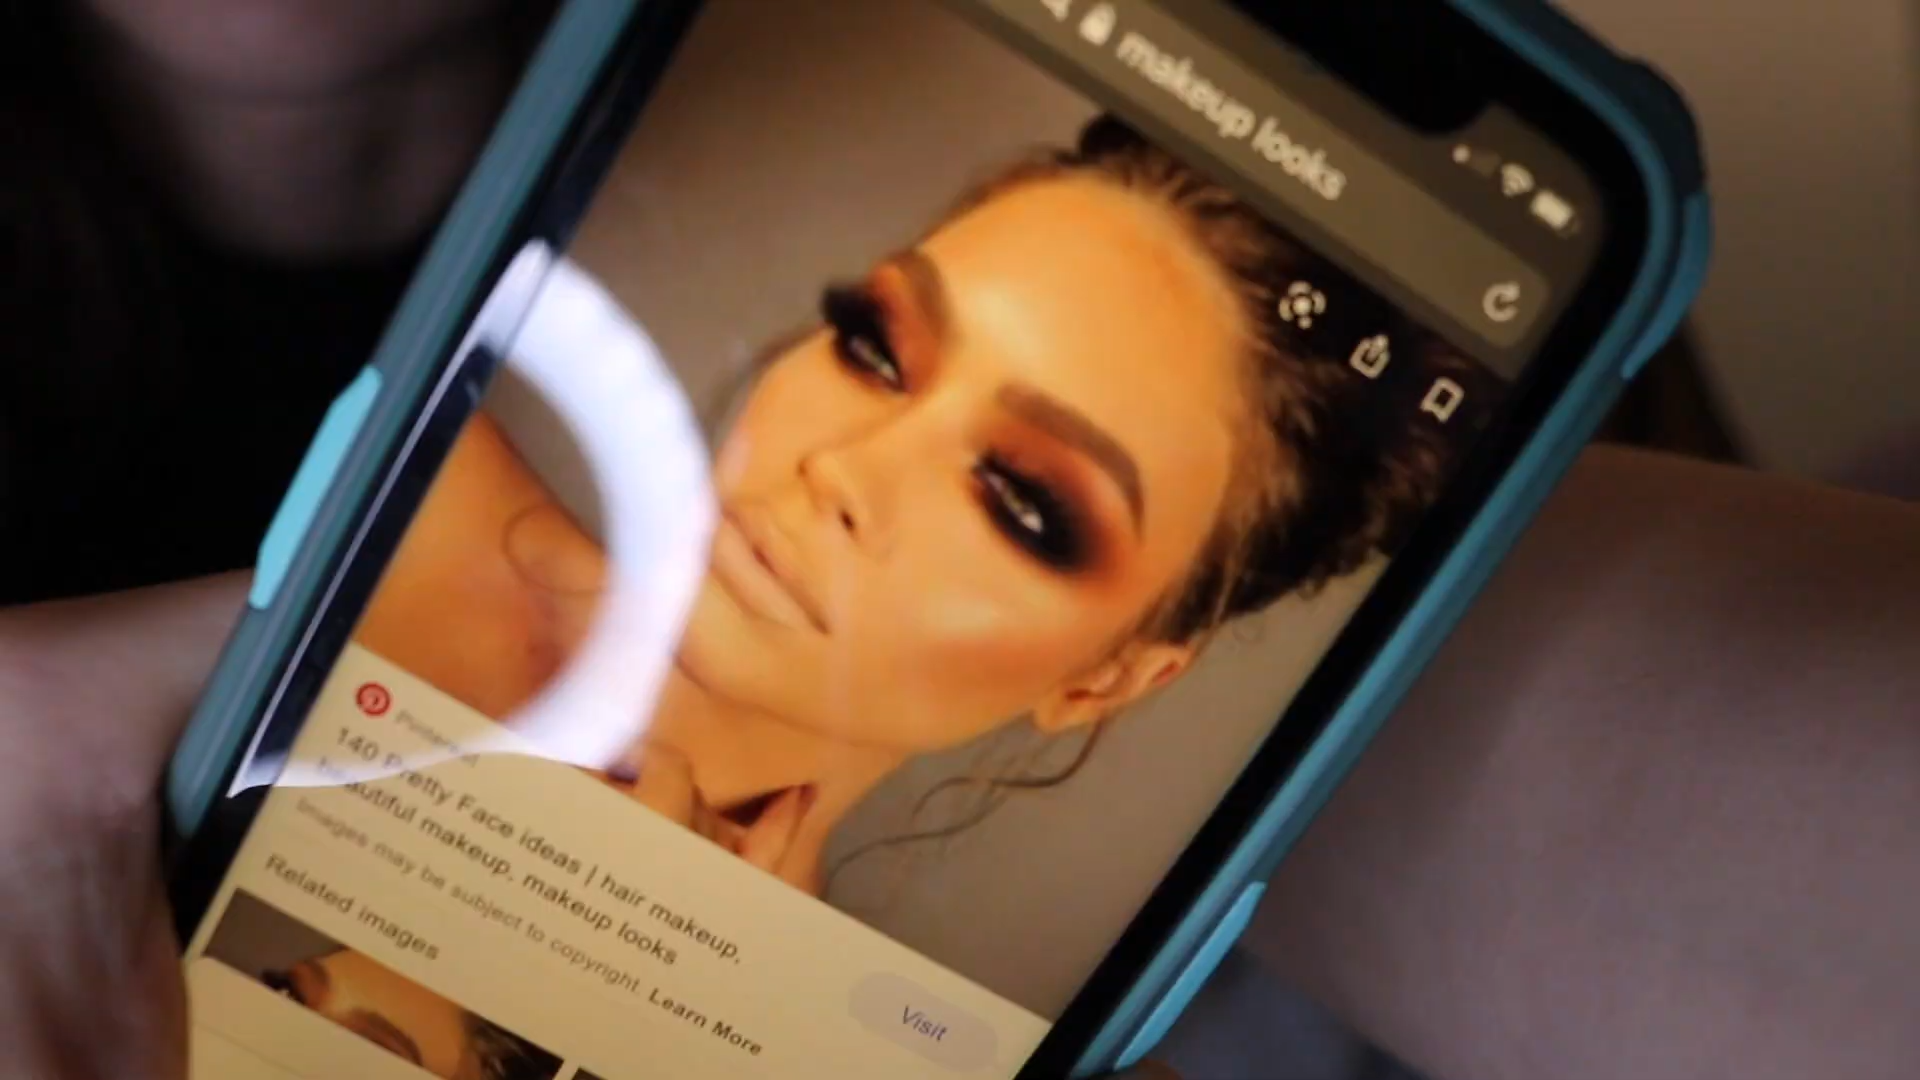 makeup looks
Pinterest
140 Pretty Face ideas | hair makeup,
beautiful makeup, makeup looks
Images may be subject to copyright. Learn More
Visit
Related images